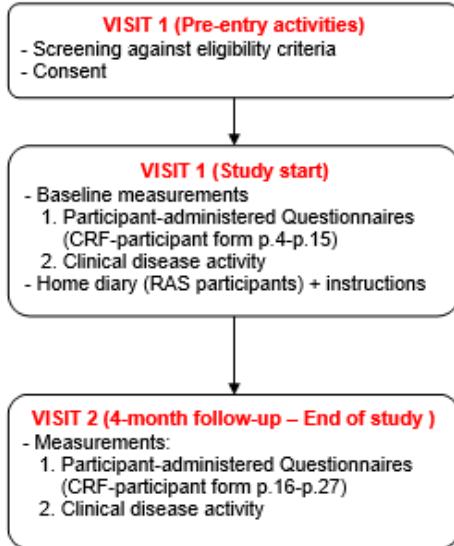 VISIT 1 (Pre-entry activities)
- Screening against eligibility criteria
- Consent
VISIT 1 (Study start)
- Baseline measurements
1. Participant-administered Questionnaires
(CRF-participant form p.4-p.15)
2. Clinical disease activity
- Home diary (RAS participants) + instructions
VISIT 2 (4-month follow-up – End of study )
- Measurements:
1. Participant-administered Questionnaires
(CRF-participant form p.16-p.27)
2. Clinical disease activity